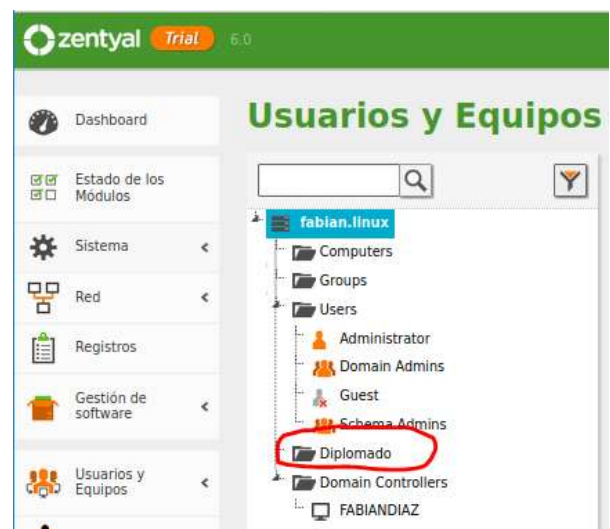 zentyal Trial 6.0
Dashboard
Usuarios y Equipos
Estado de los
Módulos
Sistema
Red
Registros
Gestión de
software
Usuarios y
Equipos
fabian.linux
Computers
Groups
Users
Administrator
Domain Admins
Guest
Schema Admins
Diplomado
Domain Controllers
FABIANDIAZ